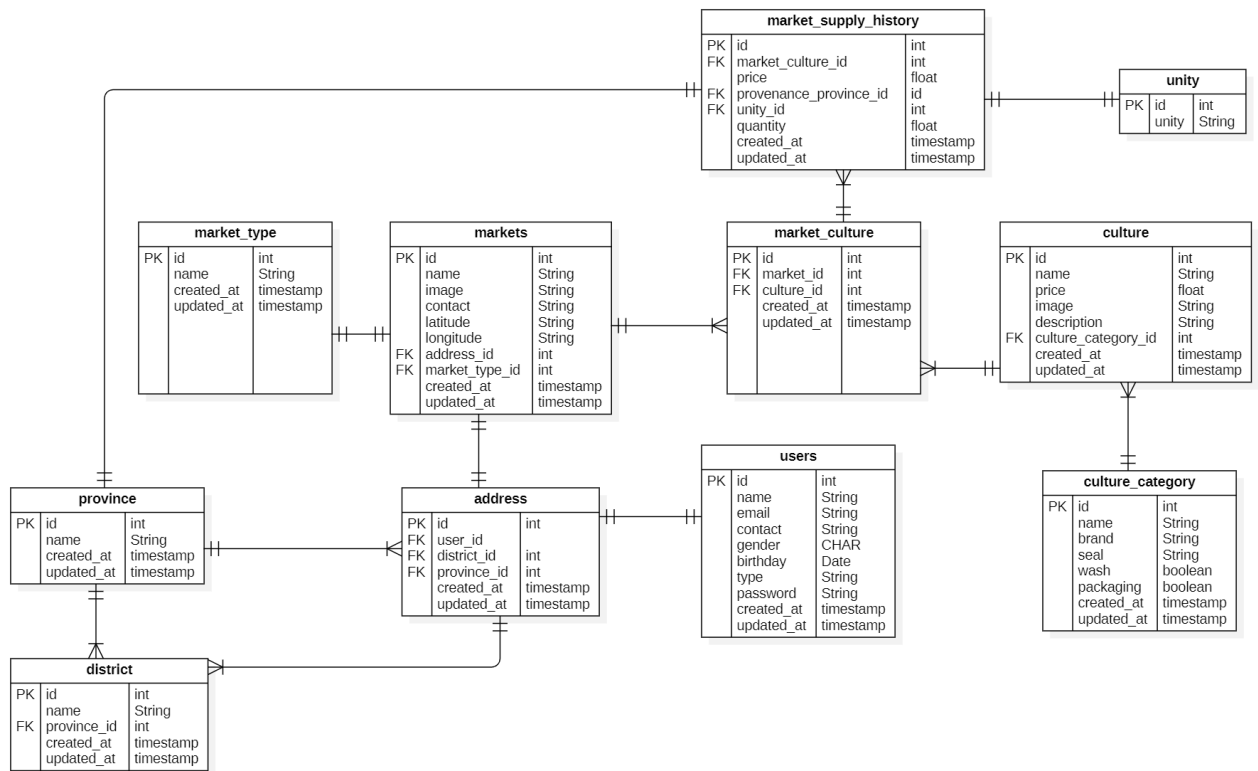 market_supply_history
PK id int
FK market_culture_id int
price float
FK provenance_province_id id
FK unity_id int
quantity float
created_at timestamp
updated_at timestamp
unity
PK id int
unity String
market_type
PK id int
name String
created_at timestamp
updated_at timestamp
markets
PK id int
name String
image String
contact String
latitude String
longitude String
FK address_id int
FK market_type_id int
created_at timestamp
updated_at timestamp
market_culture
PK id int
FK market_id int
FK culture_id int
created_at timestamp
updated_at timestamp
culture
PK id int
name String
price float
image String
description String
FK culture_category_id int
created_at timestamp
updated_at timestamp
province
PK id int
name String
created_at timestamp
updated_at timestamp
address
PK id int
FK user_id
FK district_id int
FK province_id int
created_at timestamp
updated_at timestamp
users
PK id int
name String
email String
contact String
gender CHAR
birthday Date
type String
password String
created_at timestamp
updated_at timestamp
culture_category
PK id int
name String
brand String
seal String
wash boolean
packaging boolean
created_at timestamp
updated_at timestamp
district
PK id int
name String
FK province_id int
created_at timestamp
updated_at timestamp